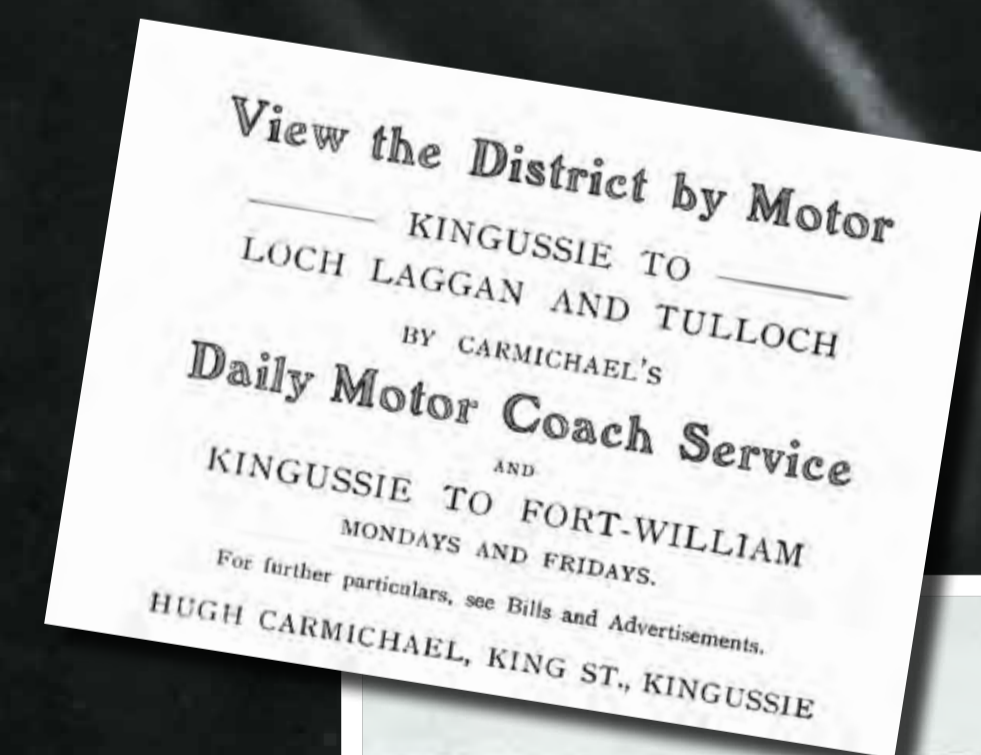 View the District by Motor
KINGUSSIE TO
LOCH LAGGAN AND TULLOCH
BY CARMICHAEL'S
Daily Motor Coach Service
AND
KINGUSSIE TO FORT-WILLIAM
MONDAYS AND FRIDAYS.
For further particulars, see Bills and Advertisements.
HUGH CARMICHAEL, KING ST., KINGUSSIE